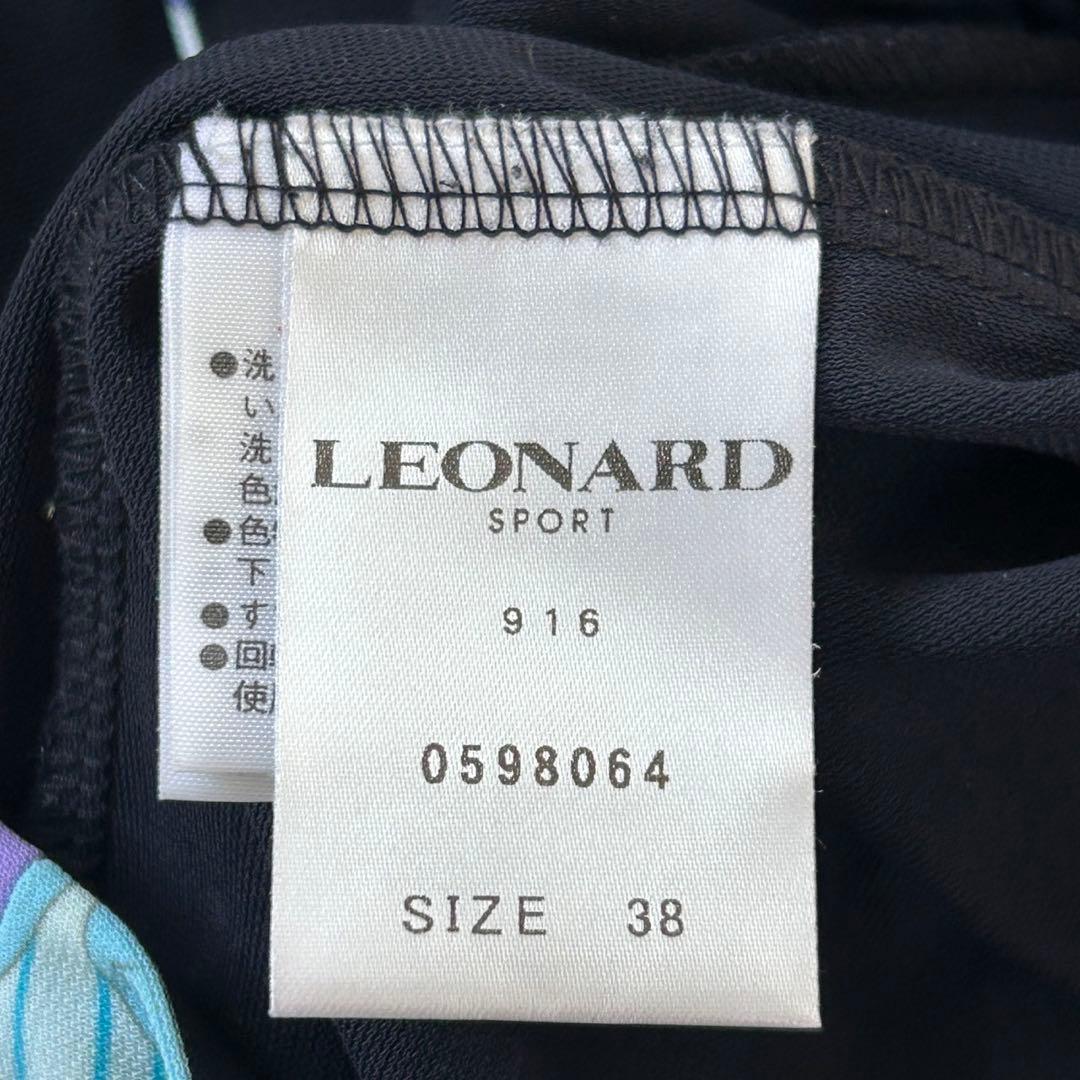 LEONARD
SPORT
916
0598064
SIZE 38
●洗
い
洗
色
●色
下
●す
●回
使